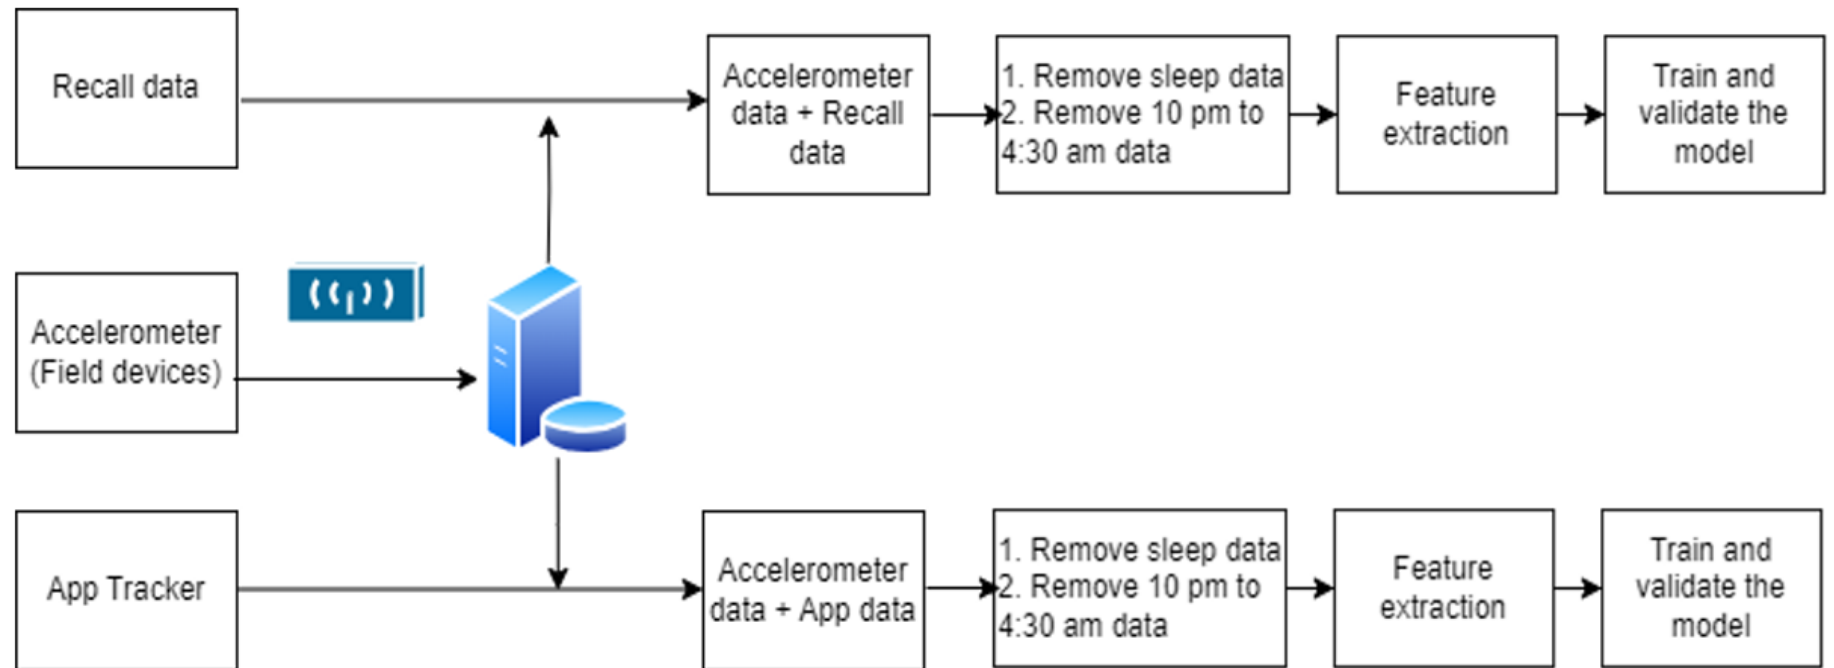 Recall data
Accelerometer
data + Recall
data
1. Remove sleep data
2. Remove 10 pm to
4:30 am data
Feature
extraction
Train and
validate the
model
Accelerometer
(Field devices)
App Tracker
Accelerometer
data + App data
1. Remove sleep data
2. Remove 10 pm to
4:30 am data
Feature
extraction
Train and
validate the
model